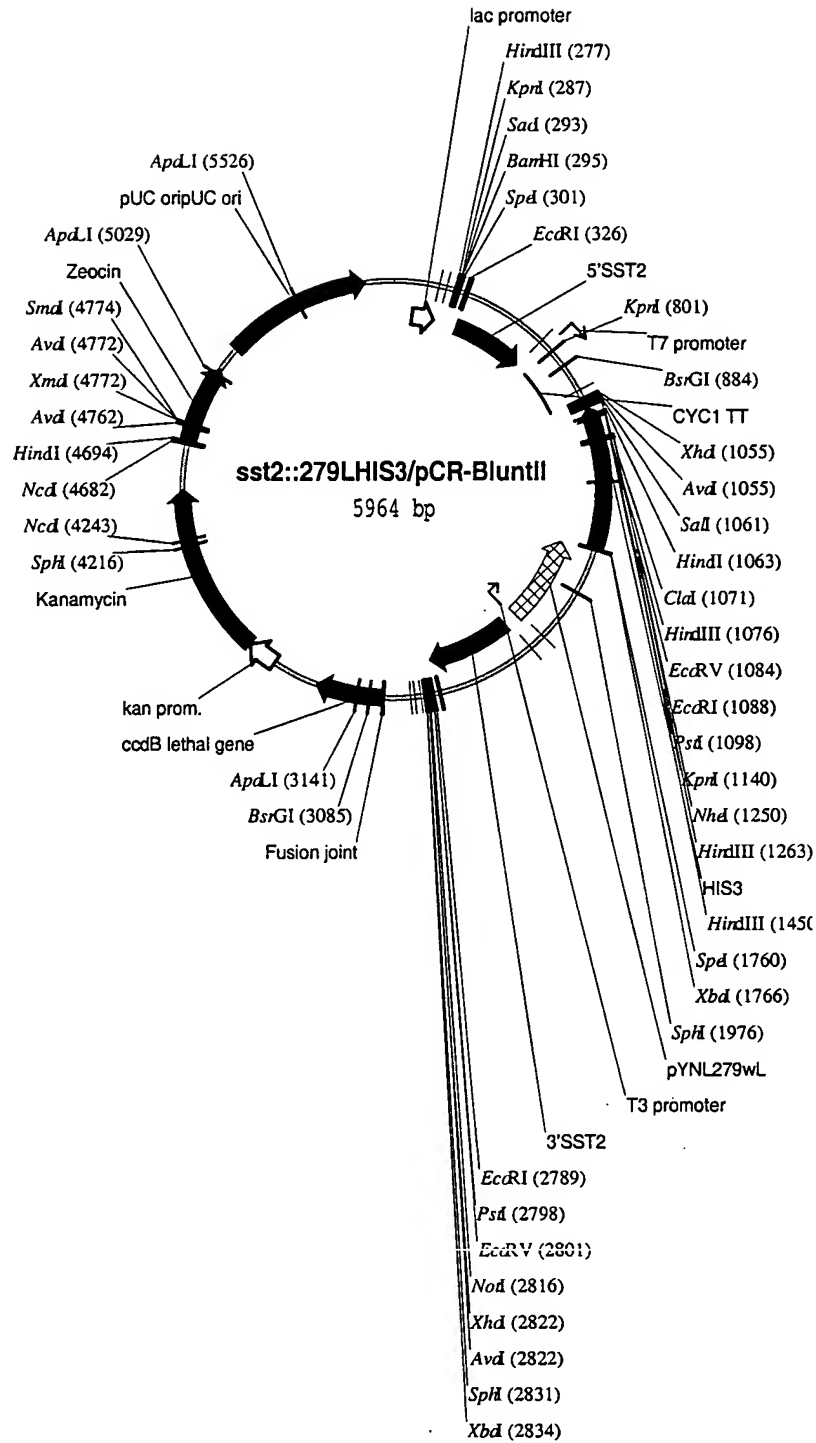 lac promoter
HindIII (277)
KpnI (287)
SacI (293)
BamHI (295)
SpeI (301)
EcoRI (326)
5'SST2
KpnI (801)
T7 promoter
BsrGI (884)
CYC1 TT
XhoI (1055)
AvaI (1055)
SalI (1061)
HindI (1063)
ClaI (1071)
HindIII (1076)
EcoRV (1084)
EcoRI (1088)
PstI (1098)
KpnI (1140)
NheI (1250)
HindIII (1263)
HIS3
HindIII (1450
SpeI (1760)
XbaI (1766)
SphI (1976)
pYNL279wL
T3 promoter
3'SST2
EcoRI (2789)
PstI (2798)
EcoRV (2801)
NotI (2816)
XhoI (2822)
AvaI (2822)
SphI (2831)
XbaI (2834)
Fusion joint
BsrGI (3085)
ApaLI (3141)
ccdB lethal gene
kan prom.
Kanamycin
SphI (4216)
NcoI (4243)
NcoI (4682)
HindI (4694)
AvaI (4762)
XmaI (4772)
AvaI (4772)
SmaI (4774)
Zeocin
ApaLI (5029)
pUC oripUC ori
ApaLI (5526)
sst2::279LHIS3/pCR-BluntII
5964 bp